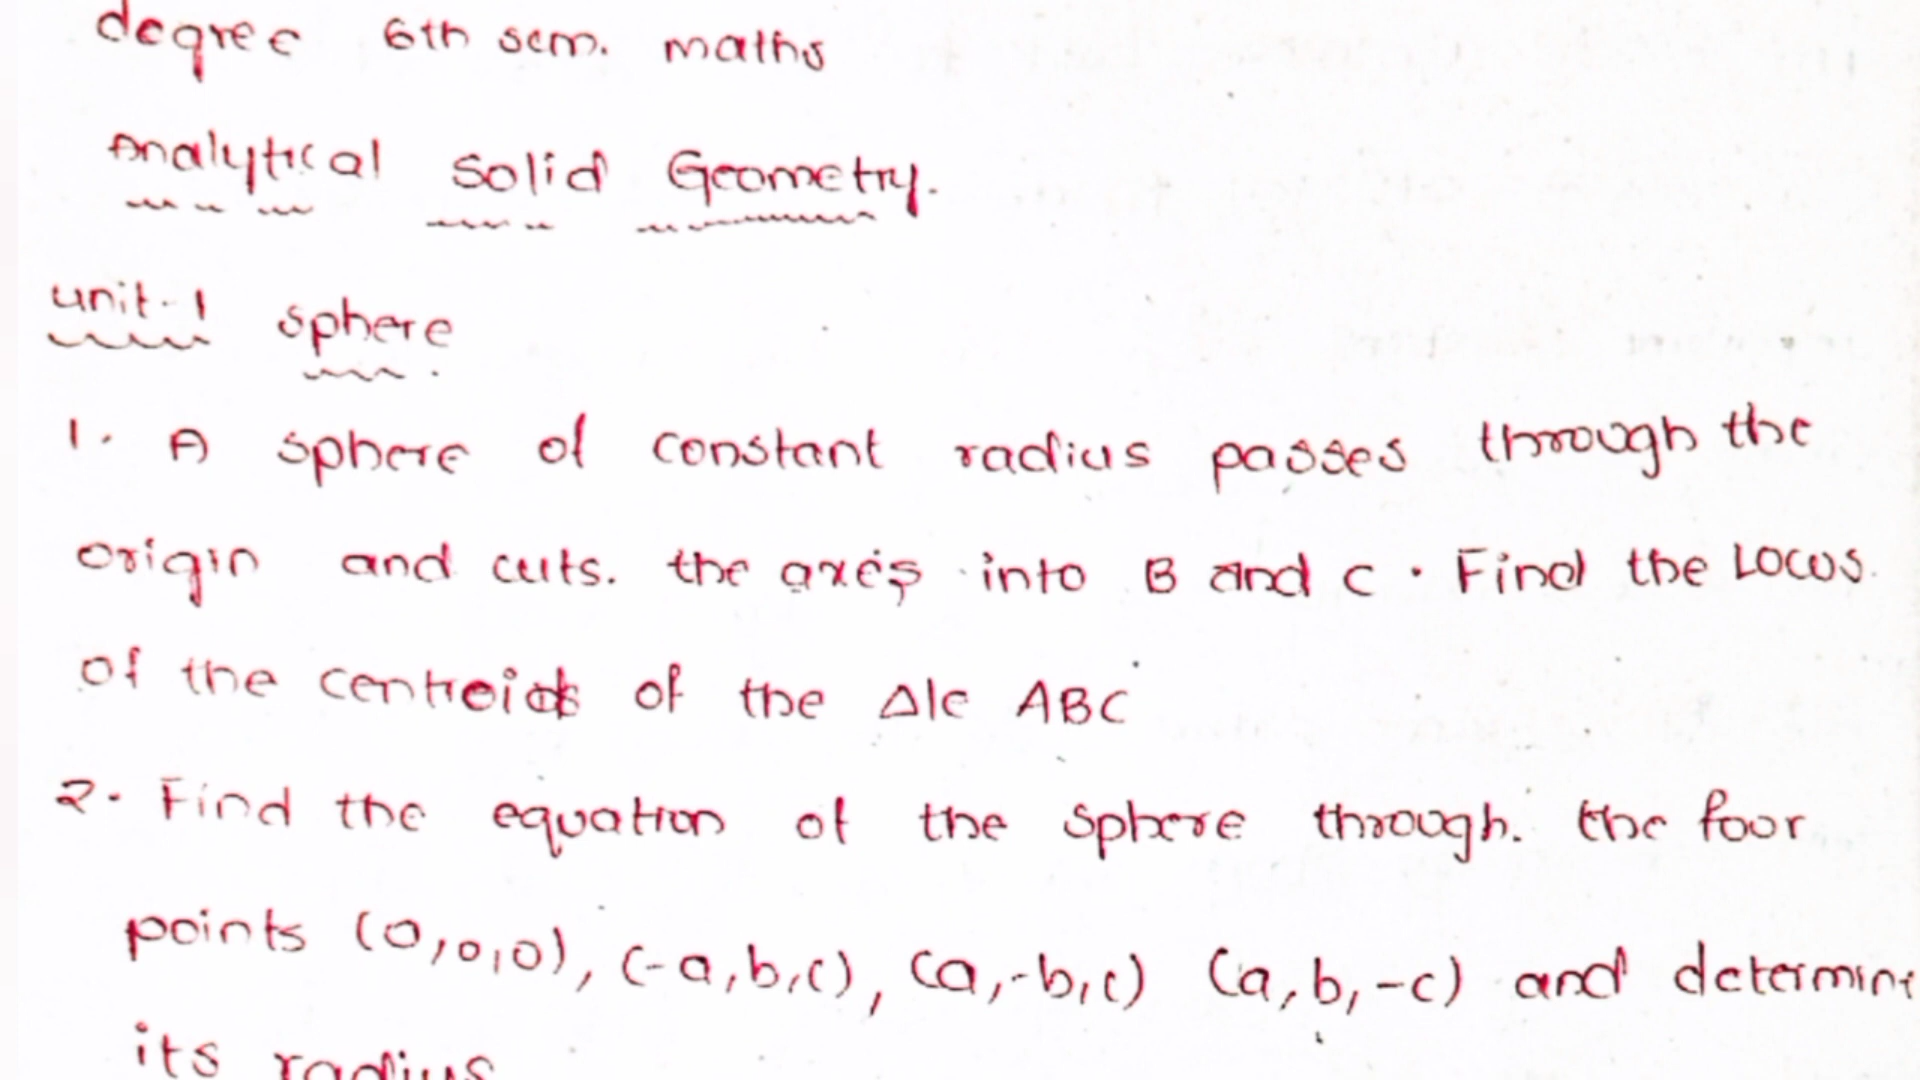 degree 6th sem. maths
Analytical Solid Geometry.
unit-1 sphere
1. A sphere of constant radius passes through the
origin and cuts. the axes into B and C. Find the Locus.
of the centroid of the Δle ABC
2. Find the equation of the sphere through. the four
points (0,0,0), (-a,b,c), (a,-b,c) (a,b,-c) and determine
its radius